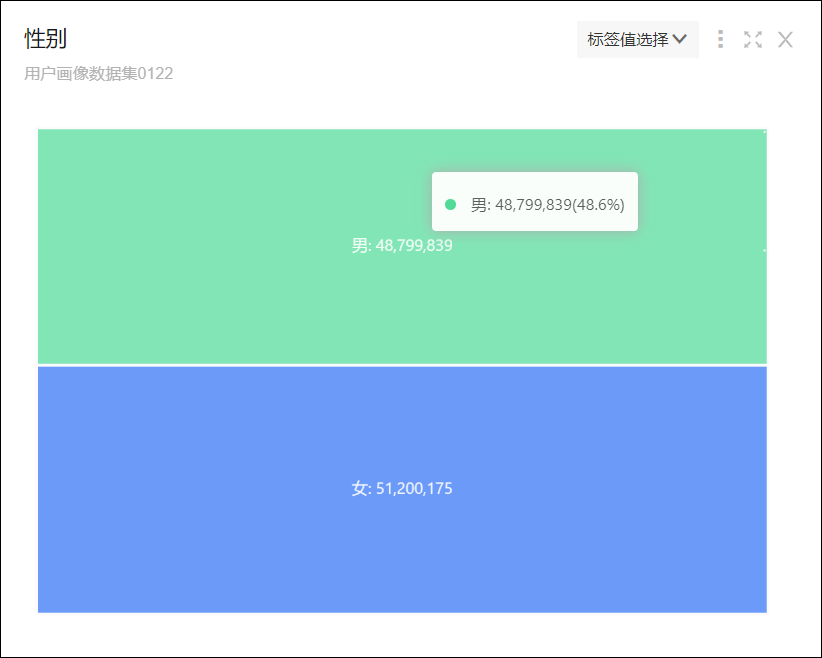 性别
标签值选择
用户画像数据集0122
男: 48,799,839(48.6%)
男: 48,799,839
女: 51,200,175